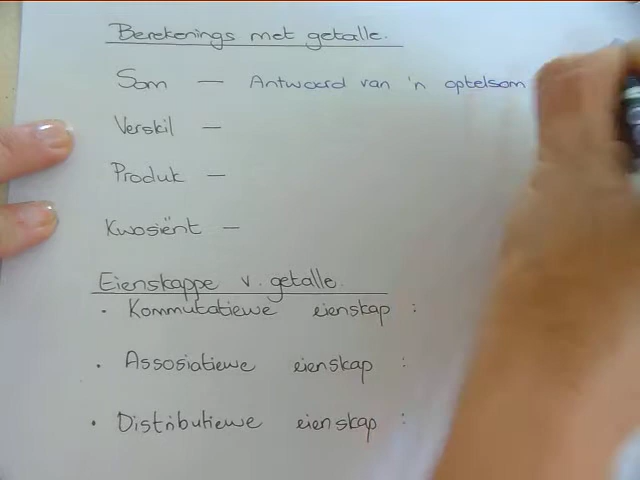 Berekenings met getalle.
Som — Antwoord van 'n optelsom
Verskil —
Produk —
Kwosiënt —
Eienskappe v. getalle.
• Kommutatiewe eienskap :
• Assosiatiewe eienskap :
• Distributiewe eienskap :